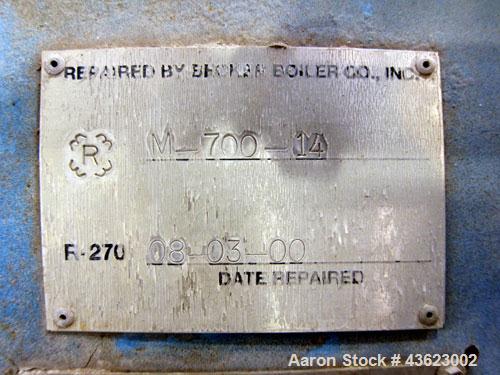 REPAIRED BY BECKER BOILER CO., INC.
R M-700-14
R-270 08-03-00
DATE REPAIRED
Aaron Stock # 43623002